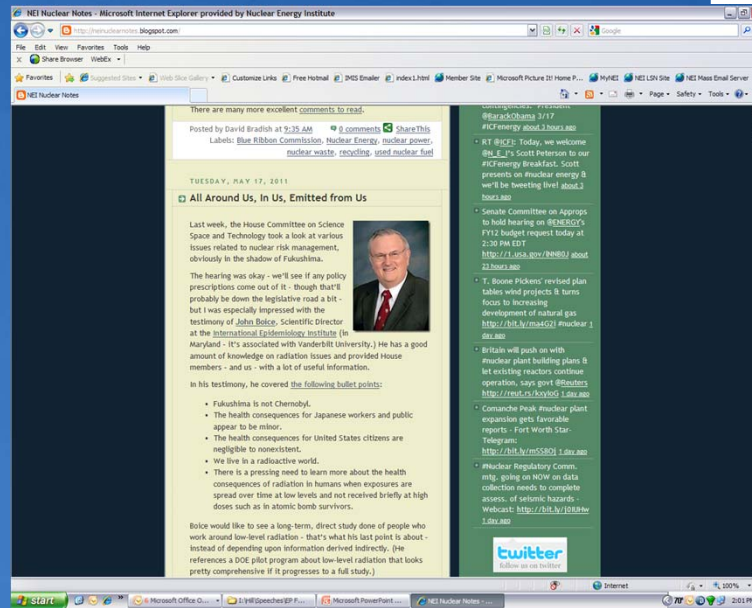 NEI Nuclear Notes - Microsoft Internet Explorer provided by Nuclear Energy Institute
http://neinuclearnotes.blogspot.com/
Google
File Edit View Favorites Tools Help
x Share Browser WebEx
Favorites Suggested Sites Web Slice Gallery Customize Links Free Hotmail IMIS Emailer index1.html Member Site Microsoft Picture It! Home P... MyNEI NEI LSN Site NEI Mass Email Server
NEI Nuclear Notes
Page Safety Tools
There are many more excellent comments to read.
Posted by David Bradish at 9:35 AM 0 comments ShareThis
Labels: Blue Ribbon Commission, Nuclear Energy, nuclear power,
nuclear waste, recycling, used nuclear fuel
TUESDAY, MAY 17, 2011
All Around Us, In Us, Emitted from Us
Last week, the House Committee on Science
Space and Technology took a look at various
issues related to nuclear risk management,
obviously in the shadow of Fukushima.
The hearing was okay - we'll see if any policy
prescriptions come out of it - though that'll
probably be down the legislative road a bit -
but I was especially impressed with the
testimony of John Boice, Scientific Director
at the International Epidemiology Institute (in
Maryland - it's associated with Vanderbilt University.) He has a good
amount of knowledge on radiation issues and provided House
members - and us - with a lot of useful information.
In his testimony, he covered the following bullet points:
• Fukushima is not Chernobyl.
• The health consequences for Japanese workers and public
appear to be minor.
• The health consequences for United States citizens are
negligible to nonexistent.
• We live in a radioactive world.
• There is a pressing need to learn more about the health
consequences of radiation in humans when exposures are
spread over time at low levels and not received briefly at high
doses such as in atomic bomb survivors.
Boice would like to see a long-term, direct study done of people who
work around low-level radiation - that's what his last point is about -
instead of depending upon information derived indirectly. (He
references a DOE pilot program about low-level radiation that looks
pretty comprehensive if it progresses to a full study.)
contingencies." President
@BarackObama 3/17
#ICFenergy about 3 hours ago
RT @ICFI: Today, we welcome
@N_E_I's Scott Peterson to our
#ICFenergy Breakfast. Scott
presents on #nuclear energy &
we'll be tweeting live! about 3
hours ago
Senate Committee on Approps
to hold hearing on @ENERGY's
FY12 budget request today at
2:30 PM EDT
http://1.usa.gov/lNNB0J about
23 hours ago
T. Boone Pickens' revised plan
tables wind projects & turns
focus to increasing
development of natural gas
http://bit.ly/ma4G2j #nuclear 1
day ago
Britain will push on with
#nuclear plant building plans &
let existing reactors continue
operation, says govt @Reuters
http://reut.rs/kxyIoG 1 day ago
Comanche Peak #nuclear plant
expansion gets favorable
reports - Fort Worth Star-
Telegram:
http://bit.ly/mSS8Oj 1 day ago
#Nuclear Regulatory Comm.
mtg. going on NOW on data
collection needs to complete
assess. of seismic hazards -
Webcast: http://bit.ly/j0IUHw
1 day ago
twitter
follow us on twitter
Internet 100%
start Microsoft Office O... I:\Hill\Speeches\EP F... Microsoft PowerPoint ... NEI Nuclear Notes - ... 70° 2:01 PM